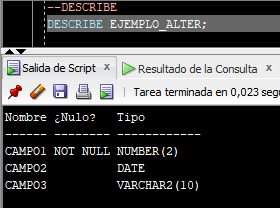 --DESCRIBE
DESCRIBE EJEMPLO_ALTER;
Salida de Script × Resultado de la Consulta
Tarea terminada en 0,023 seg
Nombre ¿Nulo? Tipo
------ -------- ------------
CAMPO1 NOT NULL NUMBER(2)
CAMPO2 DATE
CAMPO3 VARCHAR2(10)